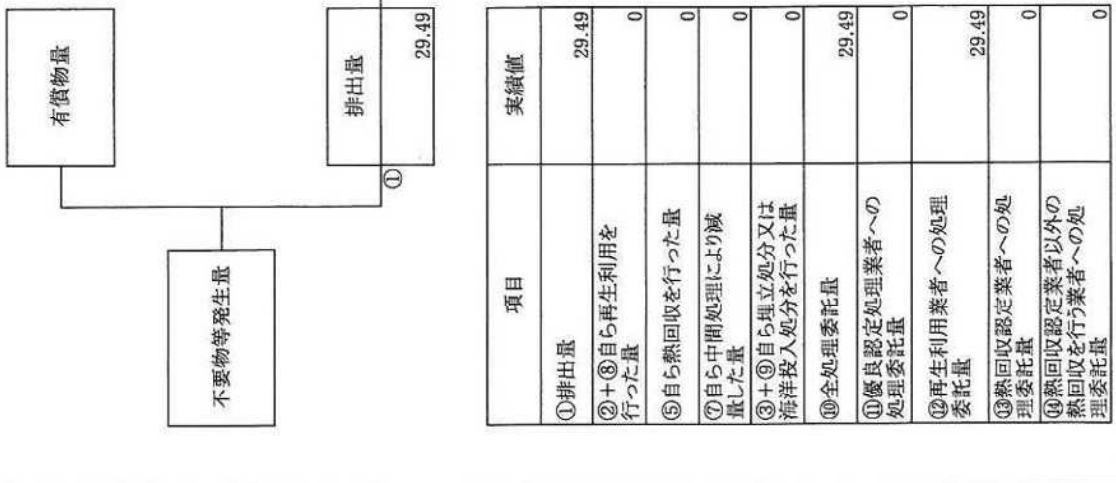 有償物量
不要物等発生量
排出量
①
29.49
項目
実績値
①排出量
29.49
②+⑧自ら再生利用を
行った量
0
⑤自ら熱回収を行った量
0
⑦自ら中間処理により減
量した量
0
③+⑨自ら埋立処分又は
海洋投入処分を行った量
0
⑩全処理委託量
29.49
⑪優良認定処理業者への
処理委託量
0
⑫再生利用業者への処理
委託量
29.49
⑬熱回収認定業者への処
理委託量
0
⑭熱回収認定業者以外の
熱回収を行う業者への処
理委託量
0